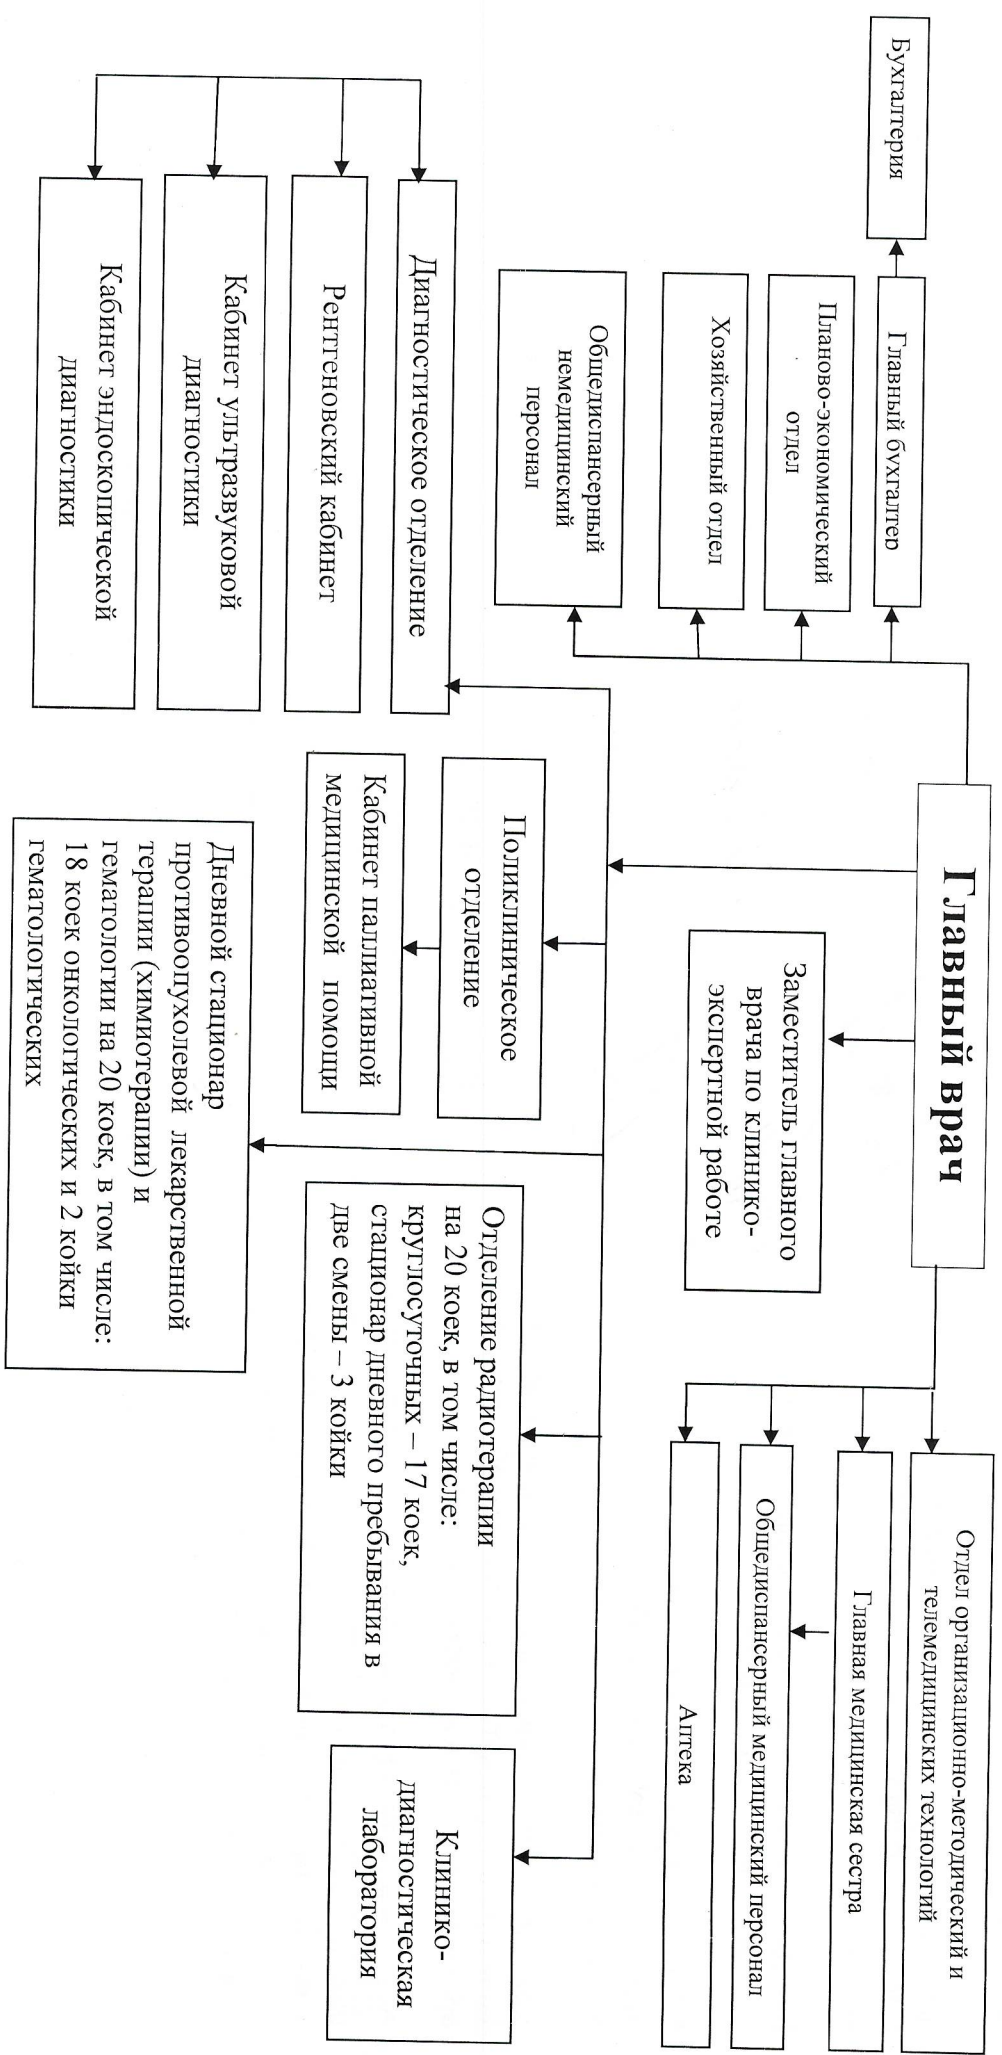 Главный врач
Бухгалтерия
Главный бухгалтер
Планово-экономический
отдел
Хозяйственный отдел
Общедиспансерный
немедицинский
персонал
Заместитель главного
врача по клинико-
экспертной работе
Отдел организационно-методический и
телемедицинских технологий
Главная медицинская сестра
Общедиспансерный медицинский персонал
Аптека
Диагностическое отделение
Рентгеновский кабинет
Кабинет ультразвуковой
диагностики
Кабинет эндоскопической
диагностики
Поликлиническое
отделение
Кабинет паллиативной
медицинской помощи
Дневной стационар
противоопухолевой лекарственной
терапии (химиотерапии) и
гематологии на 20 коек, в том числе:
18 коек онкологических и 2 койки
гематологических
Отделение радиотерапии
на 20 коек, в том числе:
круглосуточных – 17 коек,
стационар дневного пребывания в
две смены – 3 койки
Клинико-
диагностическая
лаборатория